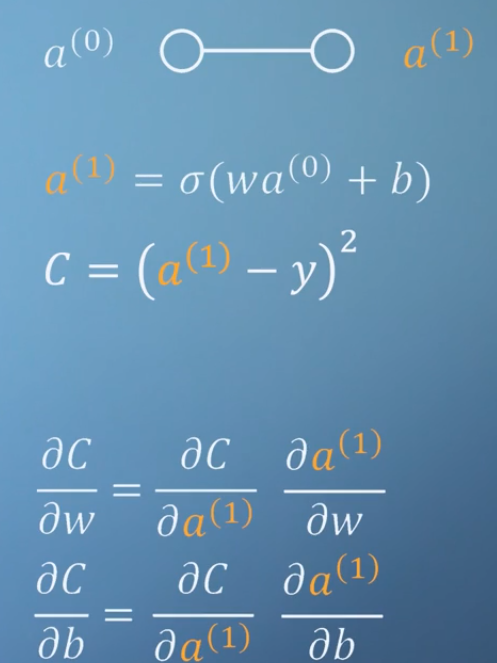 a⁽⁰⁾ a⁽¹⁾
a⁽¹⁾ = σ(wa⁽⁰⁾ + b)
C = (a⁽¹⁾ − y)²
∂C/∂w = ∂C/∂a⁽¹⁾ ∂a⁽¹⁾/∂w
∂C/∂b = ∂C/∂a⁽¹⁾ ∂a⁽¹⁾/∂b